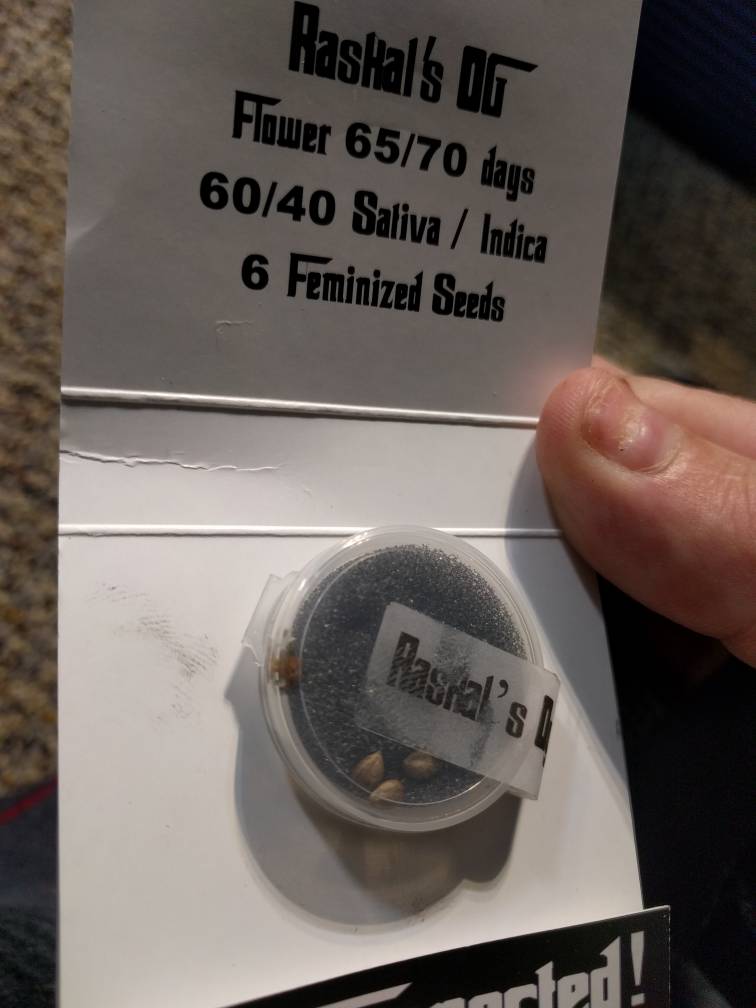 Raskal's OG
Flower 65/70 days
60/40 Sativa / Indica
6 Feminized Seeds
Raskal's